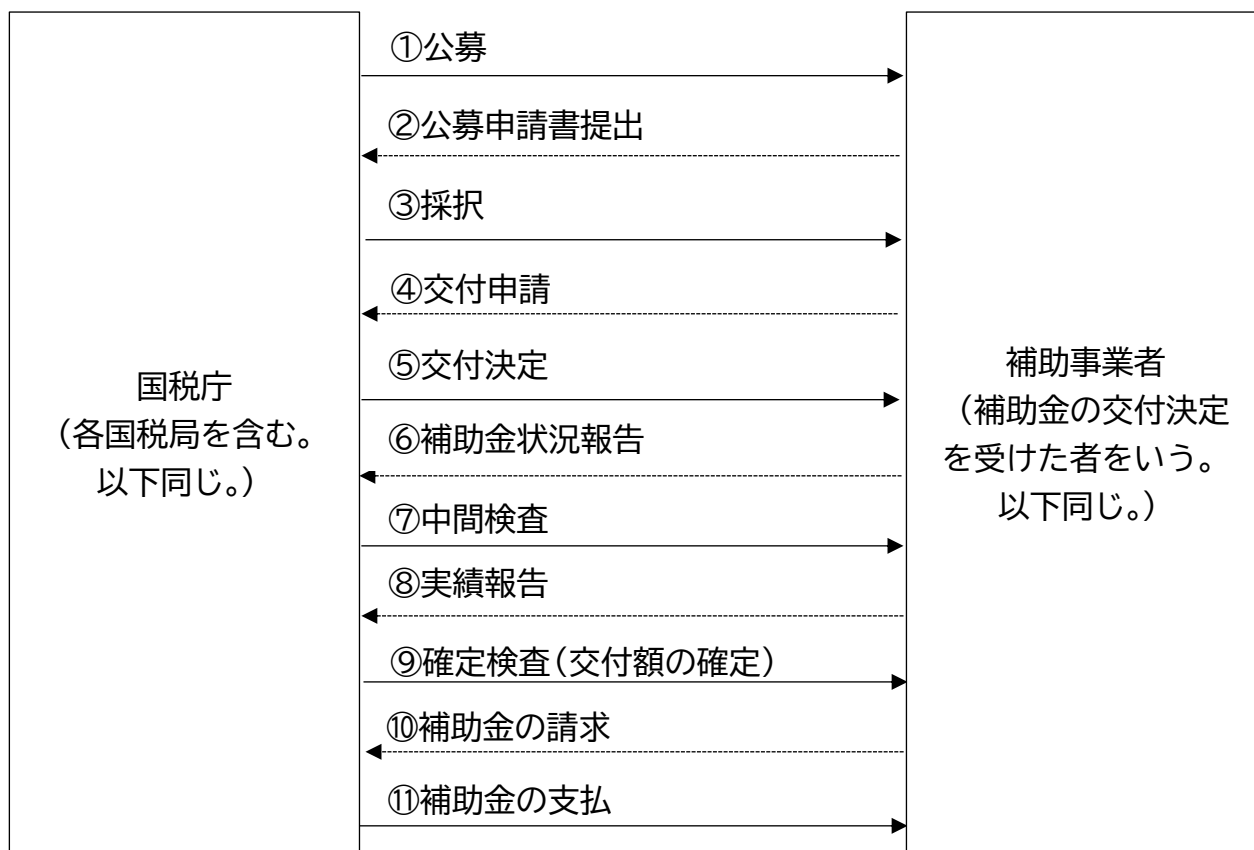 国税庁
（各国税局を含む。
以下同じ。）
①公募
②公募申請書提出
③採択
④交付申請
⑤交付決定
⑥補助金状況報告
⑦中間検査
⑧実績報告
⑨確定検査（交付額の確定）
⑩補助金の請求
⑪補助金の支払
補助事業者
（補助金の交付決定
を受けた者をいう。
以下同じ。）